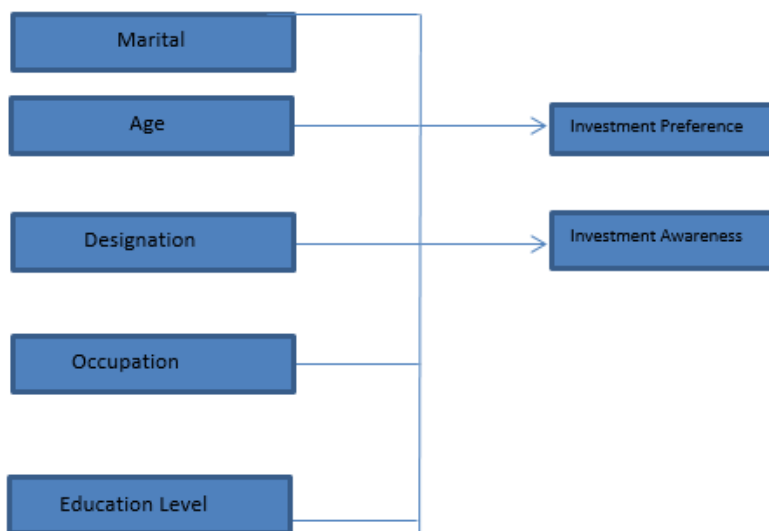 Marital
Age
Investment Preference
Designation
Investment Awareness
Occupation
Education Level